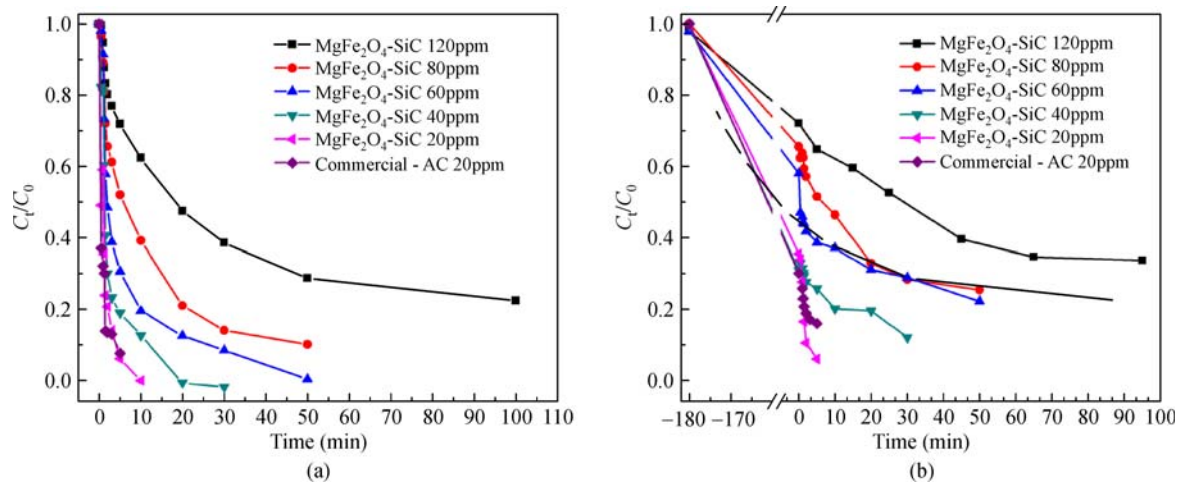 1.0
0.8
0.6
0.4
0.2
0.0
Cₜ/C₀
MgFe₂O₄-SiC 120ppm
MgFe₂O₄-SiC 80ppm
MgFe₂O₄-SiC 60ppm
MgFe₂O₄-SiC 40ppm
MgFe₂O₄-SiC 20ppm
Commercial - AC 20ppm
0 10 20 30 40 50 60 70 80 90 100 110
Time (min)
(a)
1.0
0.8
0.6
0.4
0.2
0.0
Cₜ/C₀
MgFe₂O₄-SiC 120ppm
MgFe₂O₄-SiC 80ppm
MgFe₂O₄-SiC 60ppm
MgFe₂O₄-SiC 40ppm
MgFe₂O₄-SiC 20ppm
Commercial - AC 20ppm
−180 −170 0 10 20 30 40 50 60 70 80 90 100
Time (min)
(b)